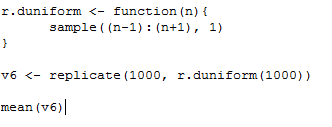 r.duniform <- function(n){
sample((n-1):(n+1), 1)
}
v6 <- replicate(1000, r.duniform(1000))
mean(v6)